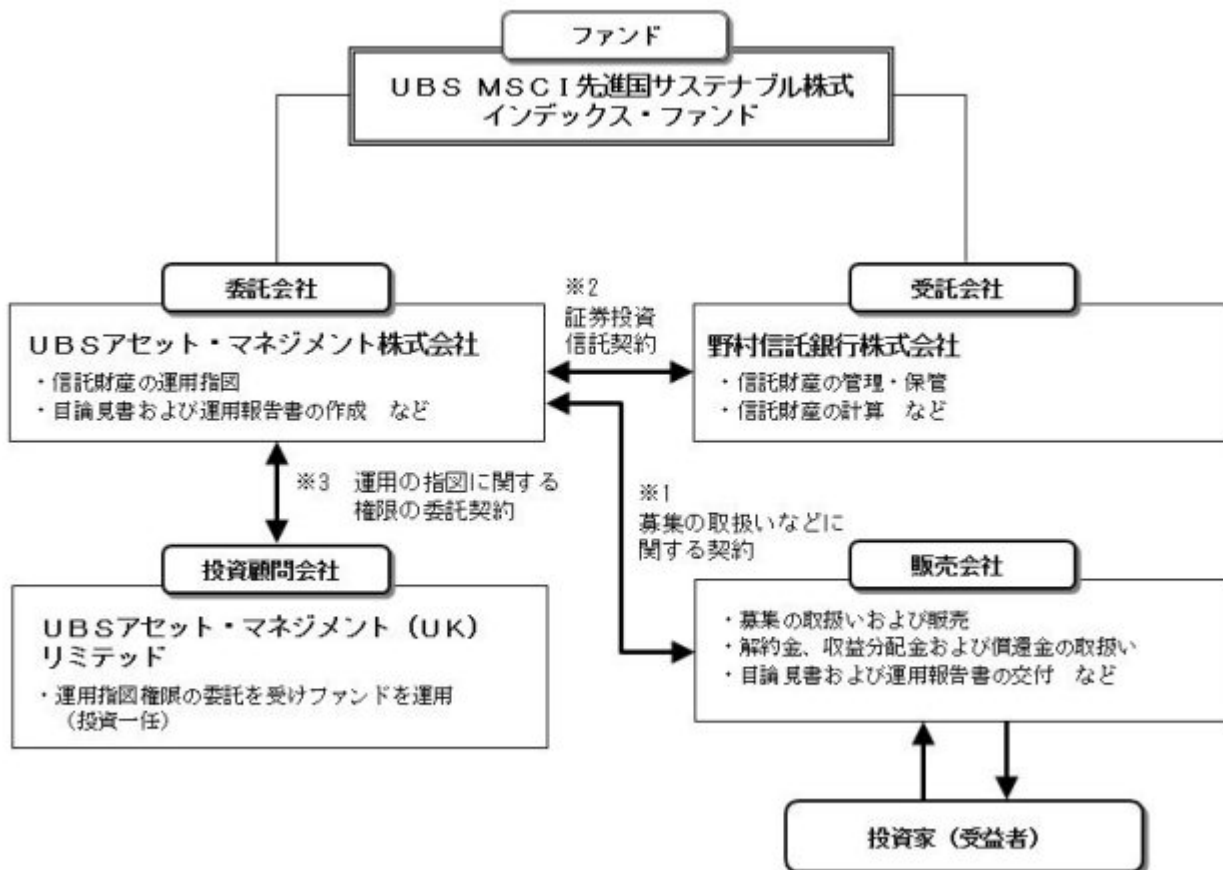 ファンド
UBS MSCI先進国サステナブル株式
インデックス・ファンド
委託会社
UBSアセット・マネジメント株式会社
・信託財産の運用指図
・目論見書および運用報告書の作成　など
※2
証券投資
信託契約
受託会社
野村信託銀行株式会社
・信託財産の管理・保管
・信託財産の計算　など
※3　運用の指図に関する
権限の委託契約
※1
募集の取扱いなどに
関する契約
投資顧問会社
UBSアセット・マネジメント（UK）
リミテッド
・運用指図権限の委託を受けファンドを運用
（投資一任）
販売会社
・募集の取扱いおよび販売
・解約金、収益分配金および償還金の取扱い
・目論見書および運用報告書の交付　など
投資家（受益者）